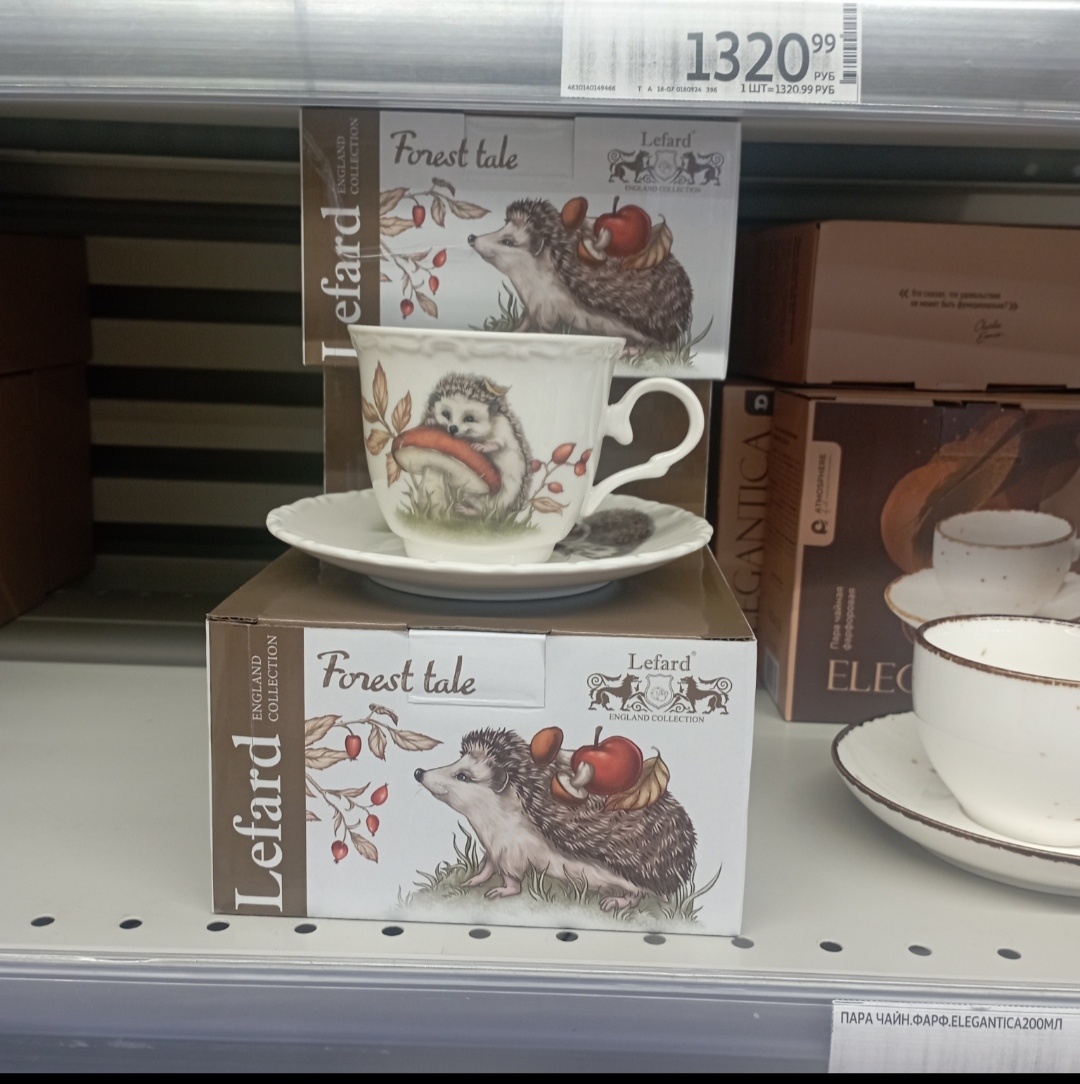 1320 99
РУБ
1 ШТ=1320.99 РУБ
Forest tale
Lefard
ENGLAND COLLECTION
Lefard
ENGLAND
COLLECTION
ATMOSPHERE
Пара чайная
фарфоровая
ELEGANTICA
ELEG
Forest tale
Lefard
ENGLAND COLLECTION
Lefard
ENGLAND
COLLECTION
ПАРА ЧАЙН.ФАРФ.ELEGANTICA200МЛ